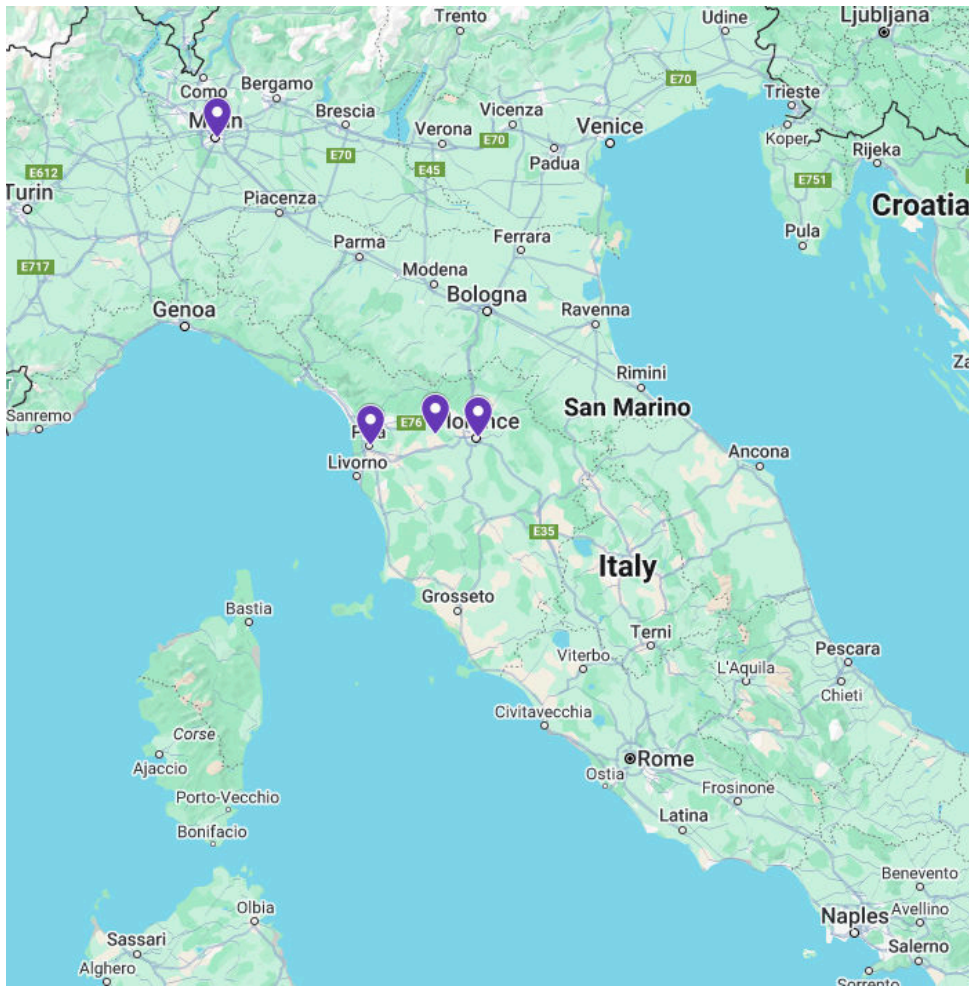 Trento
Udine
Ljubljana
Como
Bergamo
E70
Trieste
Brescia
Vicenza
Verona
E70
Venice
Koper
Rijeka
E70
E45
Padua
E612
E751
Turin
Piacenza
Croatia
Pula
Parma
Ferrara
E717
Modena
Bologna
Genoa
Ravenna
Rimini
San Marino
Sanremo
E76
Livorno
Ancona
E35
Italy
Grosseto
Bastia
Terni
Viterbo
L'Aquila
Pescara
Chieti
Civitavecchia
Corse
Ajaccio
Rome
Ostia
Frosinone
Porto-Vecchio
Latina
Bonifacio
Benevento
Olbia
Naples
Avellino
Sassari
Salerno
Alghero
Sorrento